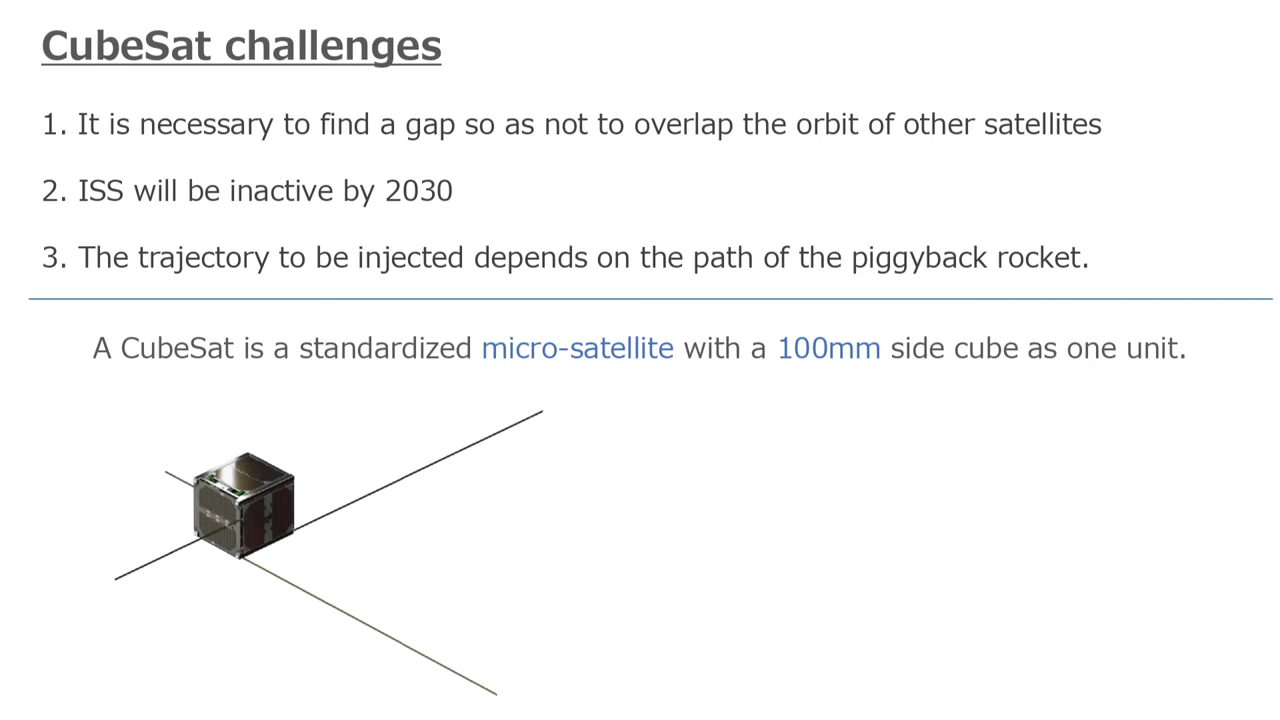 CubeSat challenges
1. It is necessary to find a gap so as not to overlap the orbit of other satellites
2. ISS will be inactive by 2030
3. The trajectory to be injected depends on the path of the piggyback rocket.
A CubeSat is a standardized micro-satellite with a 100mm side cube as one unit.